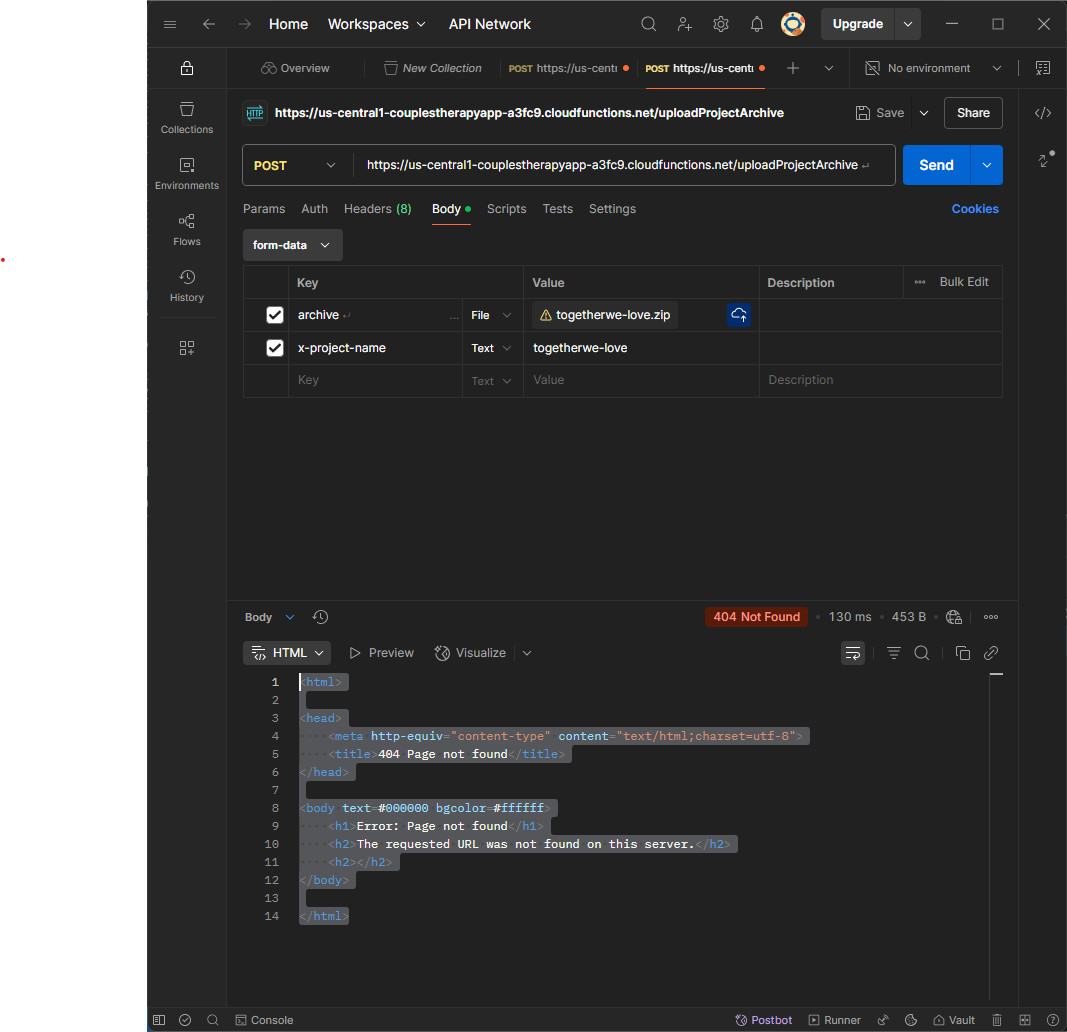 Home Workspaces API Network Upgrade
Overview New Collection POST https://us-centr POST https://us-centr No environment
Collections
Environments
Flows
History
HTTP https://us-central1-couplestherapyapp-a3fc9.cloudfunctions.net/uploadProjectArchive Save Share
POST https://us-central1-couplestherapyapp-a3fc9.cloudfunctions.net/uploadProjectArchive Send
Params Auth Headers (8) Body Scripts Tests Settings Cookies
form-data
Key Value Description Bulk Edit
archive ... File togetherwe-love.zip
x-project-name Text togetherwe-love
Key Text Value Description
Body 404 Not Found 130 ms 453 B
HTML Preview Visualize
1 <html>
2
3 <head>
4 <meta http-equiv="content-type" content="text/html;charset=utf-8">
5 <title>404 Page not found</title>
6 </head>
7
8 <body text=#000000 bgcolor=#ffffff>
9 <h1>Error: Page not found</h1>
10 <h2>The requested URL was not found on this server.</h2>
11 <h2></h2>
12 </body>
13
14 </html>
Console Postbot Runner Vault